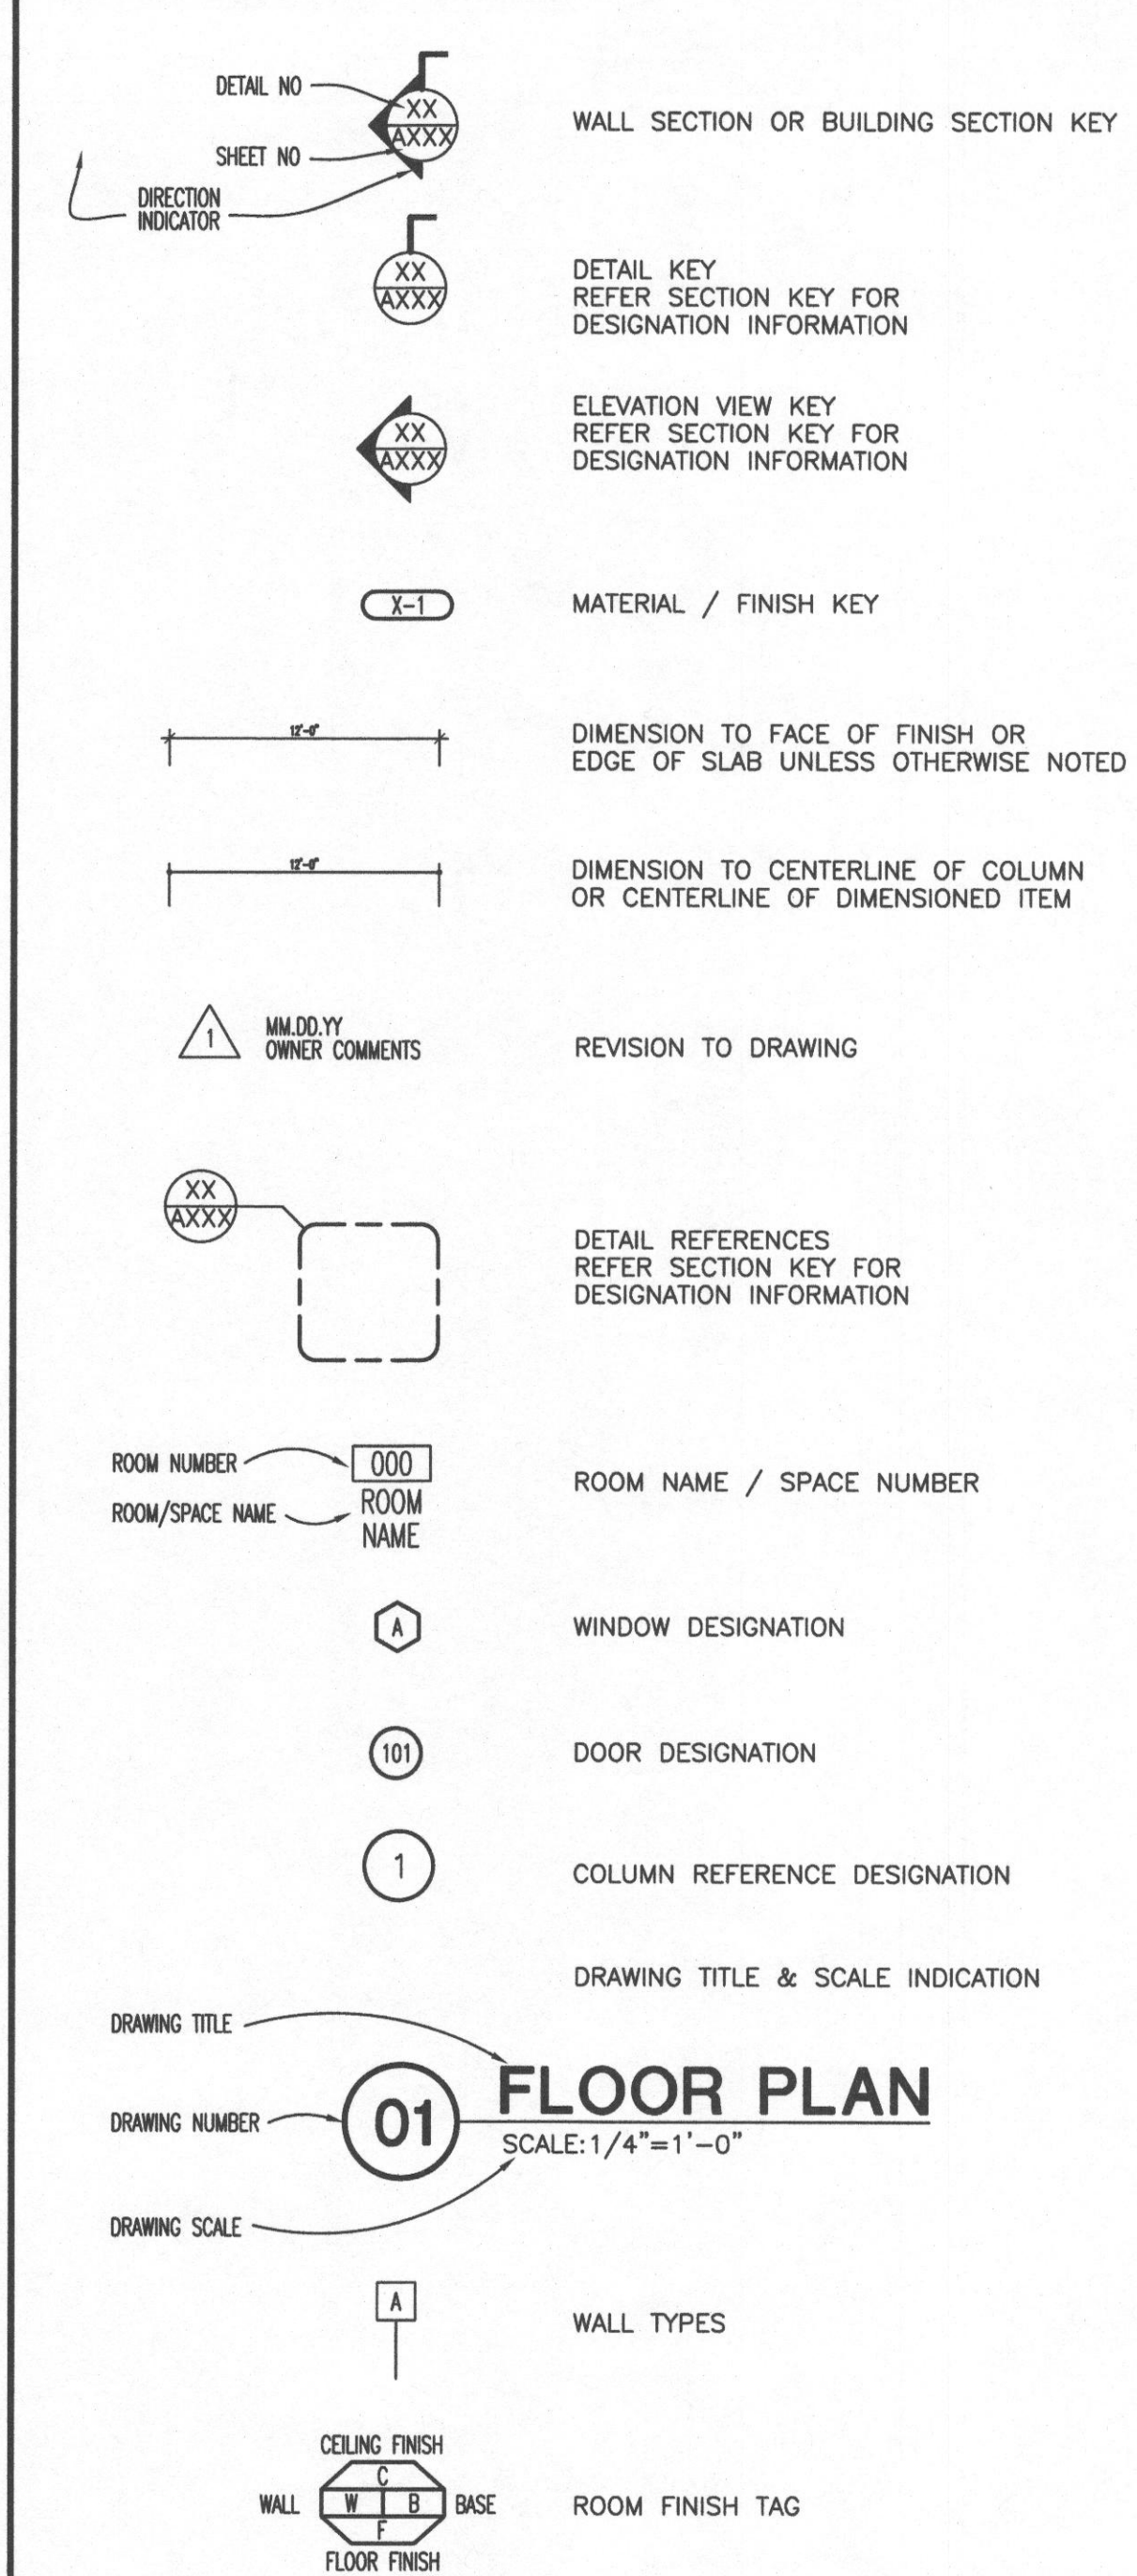 DETAIL NO
XX
AXXX
SHEET NO
DIRECTION
INDICATOR
WALL SECTION OR BUILDING SECTION KEY
XX
AXXX
DETAIL KEY
REFER SECTION KEY FOR
DESIGNATION INFORMATION
XX
AXXX
ELEVATION VIEW KEY
REFER SECTION KEY FOR
DESIGNATION INFORMATION
X-1
MATERIAL / FINISH KEY
12'-0"
DIMENSION TO FACE OF FINISH OR
EDGE OF SLAB UNLESS OTHERWISE NOTED
12'-0"
DIMENSION TO CENTERLINE OF COLUMN
OR CENTERLINE OF DIMENSIONED ITEM
1
MM.DD.YY
OWNER COMMENTS
REVISION TO DRAWING
XX
AXXX
DETAIL REFERENCES
REFER SECTION KEY FOR
DESIGNATION INFORMATION
ROOM NUMBER
000
ROOM/SPACE NAME
ROOM
NAME
ROOM NAME / SPACE NUMBER
A
WINDOW DESIGNATION
101
DOOR DESIGNATION
1
COLUMN REFERENCE DESIGNATION
DRAWING TITLE & SCALE INDICATION
DRAWING TITLE
FLOOR PLAN
DRAWING NUMBER
01
SCALE:1/4"=1'-0"
DRAWING SCALE
A
WALL TYPES
CEILING FINISH
C
WALL W B BASE
F
FLOOR FINISH
ROOM FINISH TAG